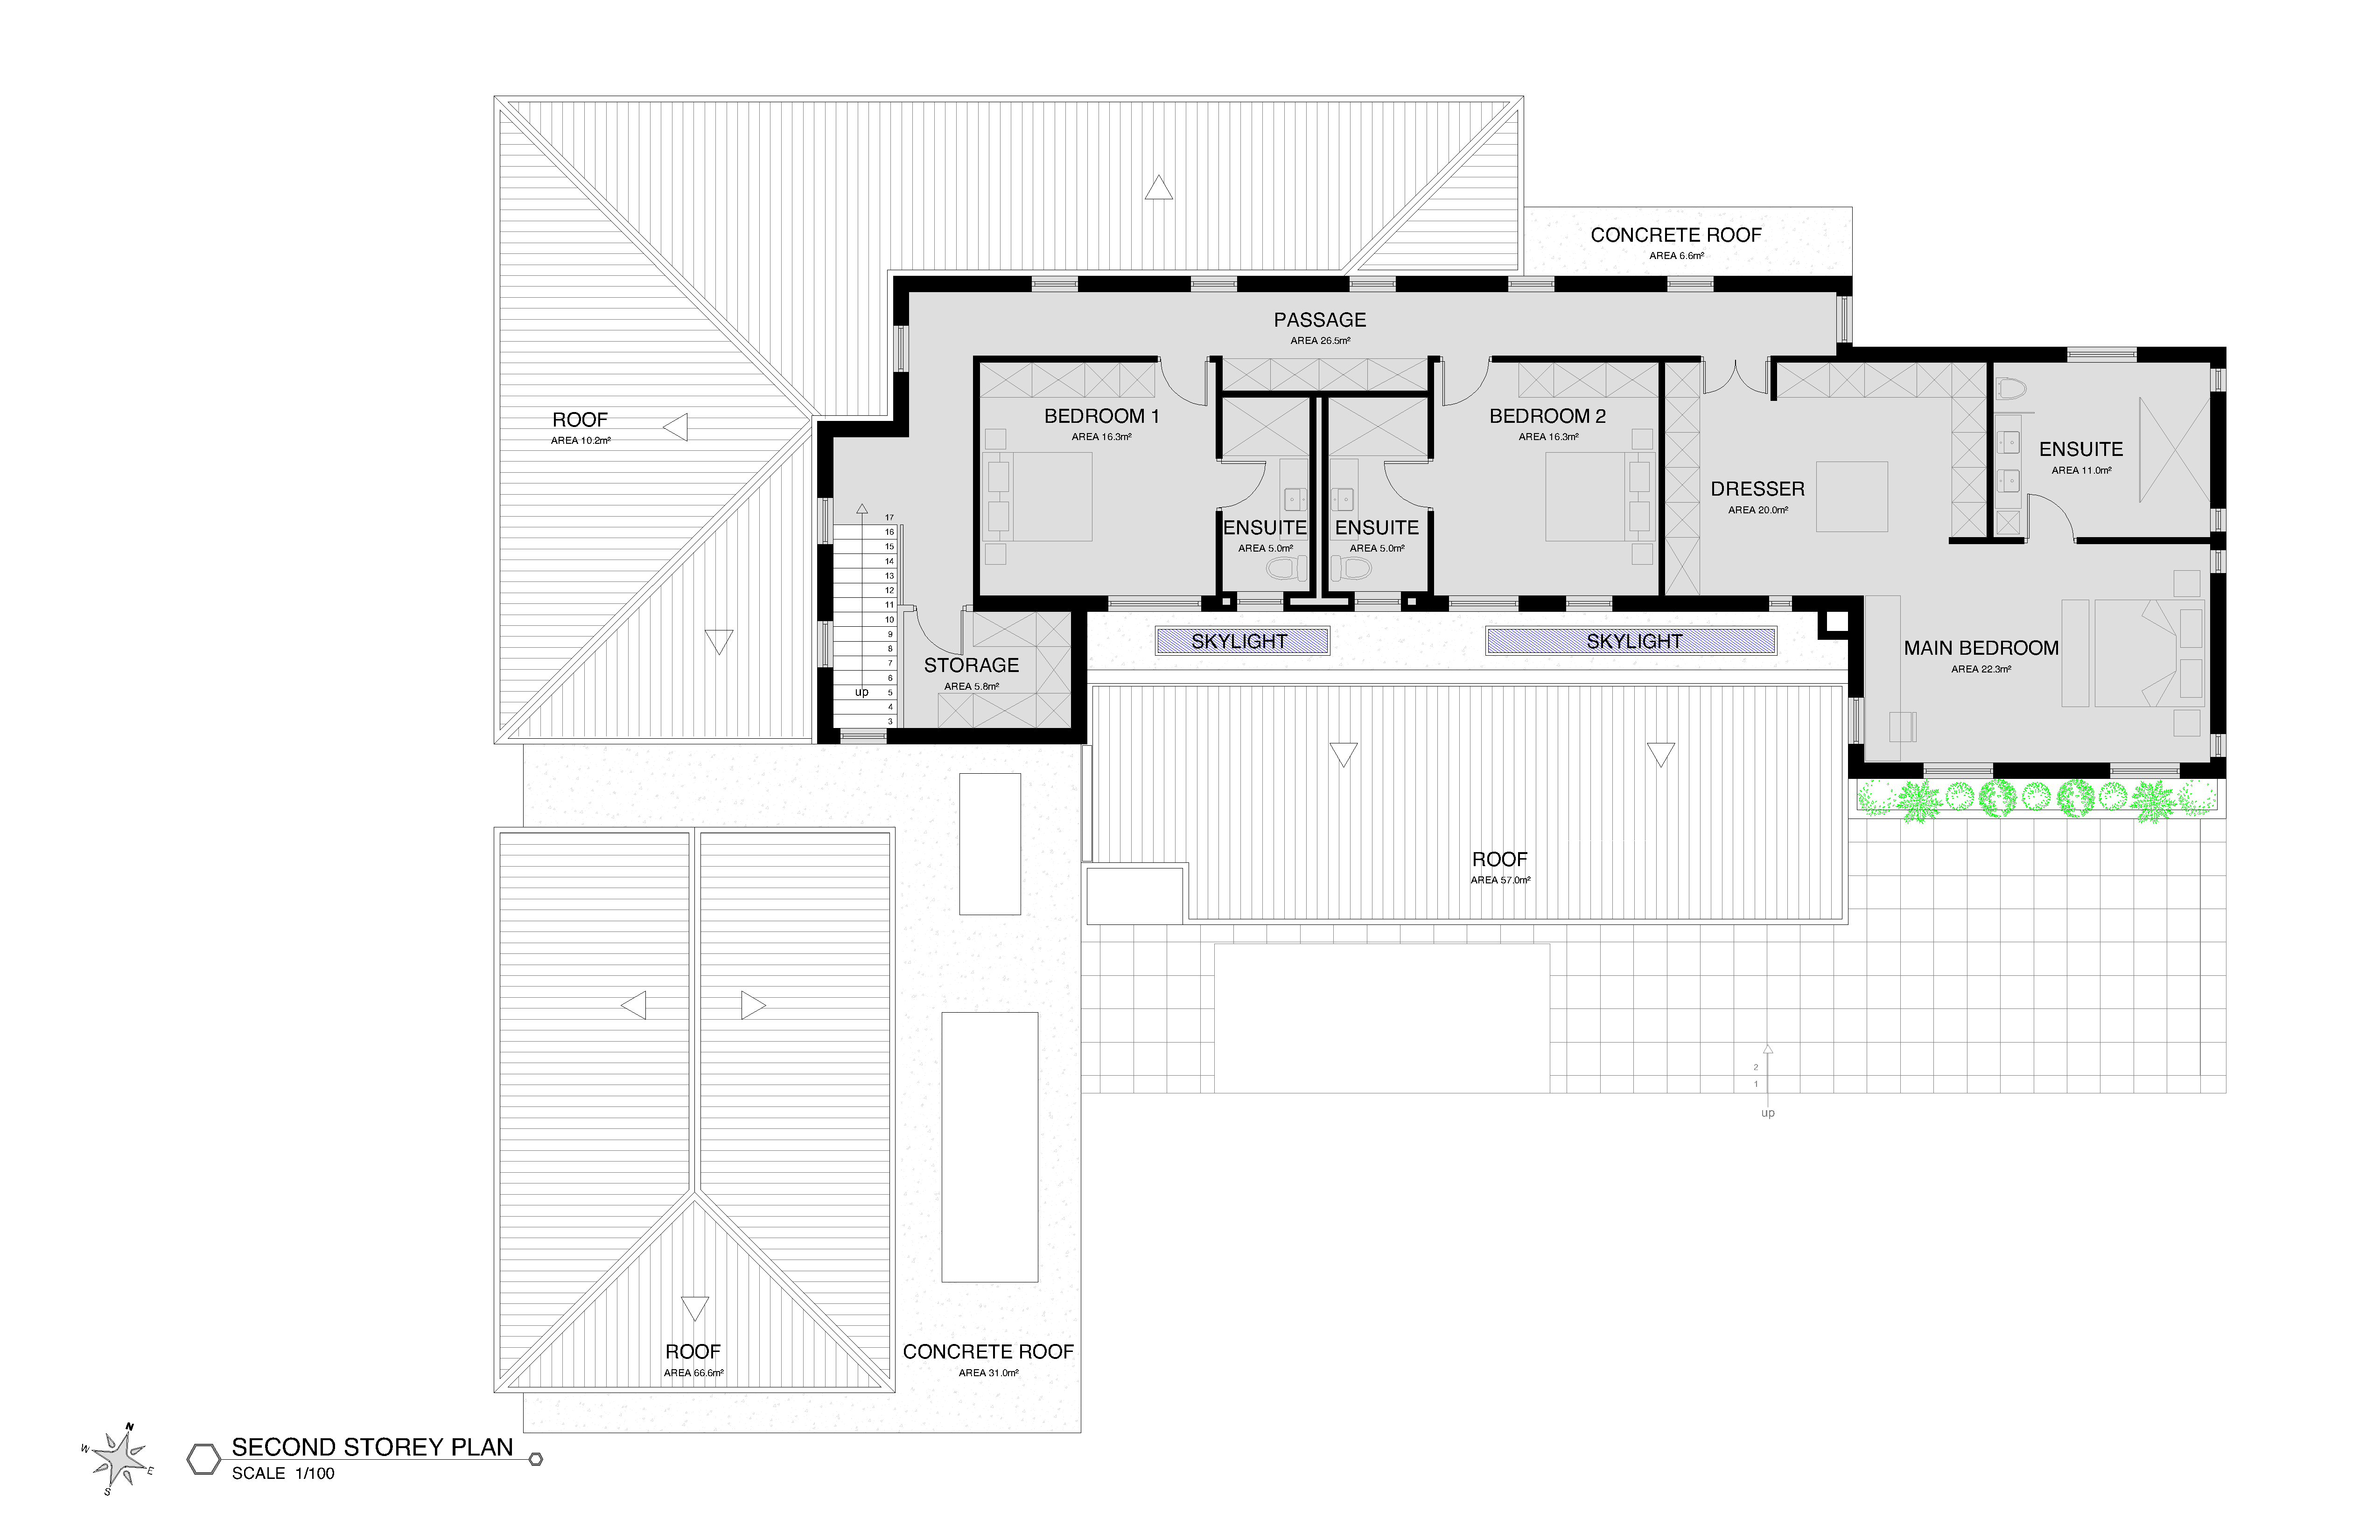 CONCRETE ROOF
AREA 6.6m²
PASSAGE
AREA 26.5m²
ROOF
AREA 10.2m²
BEDROOM 1
AREA 16.3m²
BEDROOM 2
AREA 16.3m²
ENSUITE
AREA 11.0m²
DRESSER
AREA 20.0m²
ENSUITE
AREA 5.0m²
ENSUITE
AREA 5.0m²
17
16
15
14
13
12
11
10
9
8
7
6
5
4
3
up
STORAGE
AREA 5.8m²
SKYLIGHT
SKYLIGHT
MAIN BEDROOM
AREA 22.3m²
ROOF
AREA 57.0m²
2
1
up
ROOF
AREA 66.6m²
CONCRETE ROOF
AREA 31.0m²
N
W
E
S
SECOND STOREY PLAN
SCALE 1/100